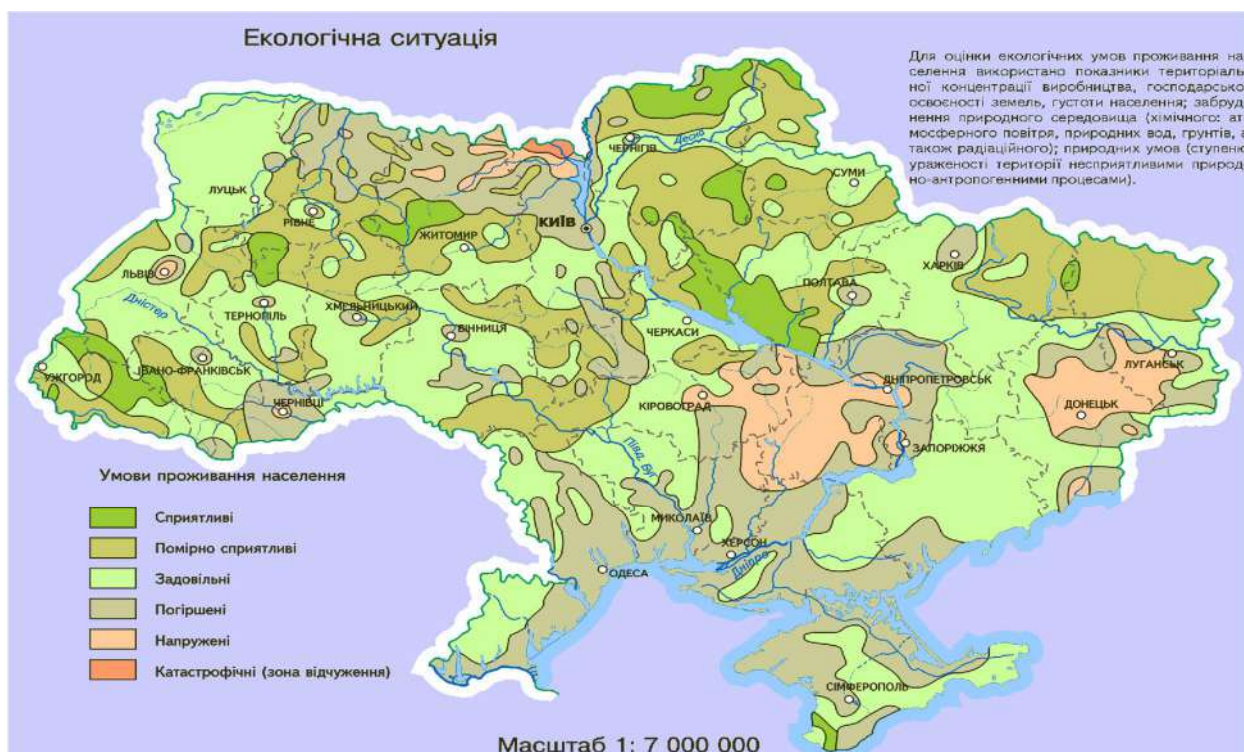 Екологічна ситуація
Для оцінки екологічних умов проживання на-
селення використано показники територіаль-
ної концентрації виробництва, господарсько
освоєності земель, густоти населення; забруд
нення природного середовища (хімічного: ат
мосферного повітря, природних вод, грунтів, а
також радіаційного); природних умов (ступеню
ураженості території несприятливими природ
но-антропогенними процесами).
ЧЕРНІГІВ
Десна
СУМИ
ЛУЦЬК
РІВНЕ
КИЇВ
ЖИТОМИР
ЛЬВІВ
ХАРКІВ
ПОЛТАВА
Дністер
ТЕРНОПІЛЬ
ХМЕЛЬНИЦЬКИЙ
ВІННИЦЯ
ЧЕРКАСИ
УЖГОРОД
ІВАНО-ФРАНКІВСЬК
ЛУГАНСЬК
ДНІПРОПЕТРОВСЬК
ЧЕРНІВЦІ
КІРОВОГРАД
ДОНЕЦЬК
ЗАПОРІЖЖЯ
Півд. Буг
МИКОЛАЇВ
ХЕРСОН
Дніпро
ОДЕСА
СІМФЕРОПОЛЬ
Умови проживання населення
Сприятливі
Помірно сприятливі
Задовільні
Погіршені
Напружені
Катастрофічні (зона відчуження)
Масштаб 1: 7 000 000